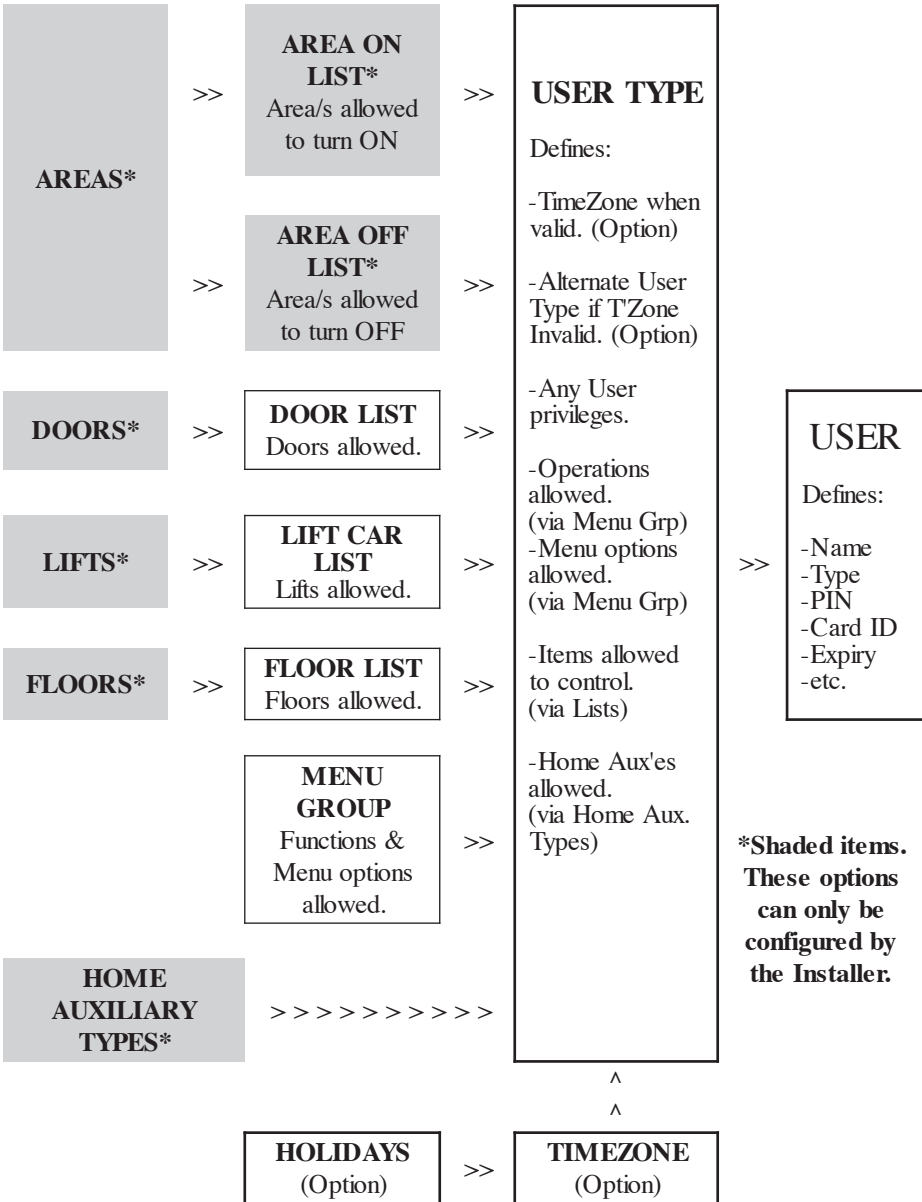 AREAS*
>>
AREA ON
LIST*
Area/s allowed
to turn ON
>>
>>
AREA OFF
LIST*
Area/s allowed
to turn OFF
>>
DOORS*
>>
DOOR LIST
Doors allowed.
>>
LIFTS*
>>
LIFT CAR
LIST
Lifts allowed.
>>
FLOORS*
>>
FLOOR LIST
Floors allowed.
>>
MENU
GROUP
Functions &
Menu options
allowed.
>>
HOME
AUXILIARY
TYPES*
> > > > > > > > > >
USER TYPE
Defines:
-TimeZone when
valid. (Option)
-Alternate User
Type if T'Zone
Invalid. (Option)
-Any User
privileges.
-Operations
allowed.
(via Menu Grp)
-Menu options
allowed.
(via Menu Grp)
-Items allowed
to control.
(via Lists)
-Home Aux'es
allowed.
(via Home Aux.
Types)
>>
USER
Defines:
-Name
-Type
-PIN
-Card ID
-Expiry
-etc.
*Shaded items.
These options
can only be
configured by
the Installer.
^
^
HOLIDAYS
(Option)
>>
TIMEZONE
(Option)